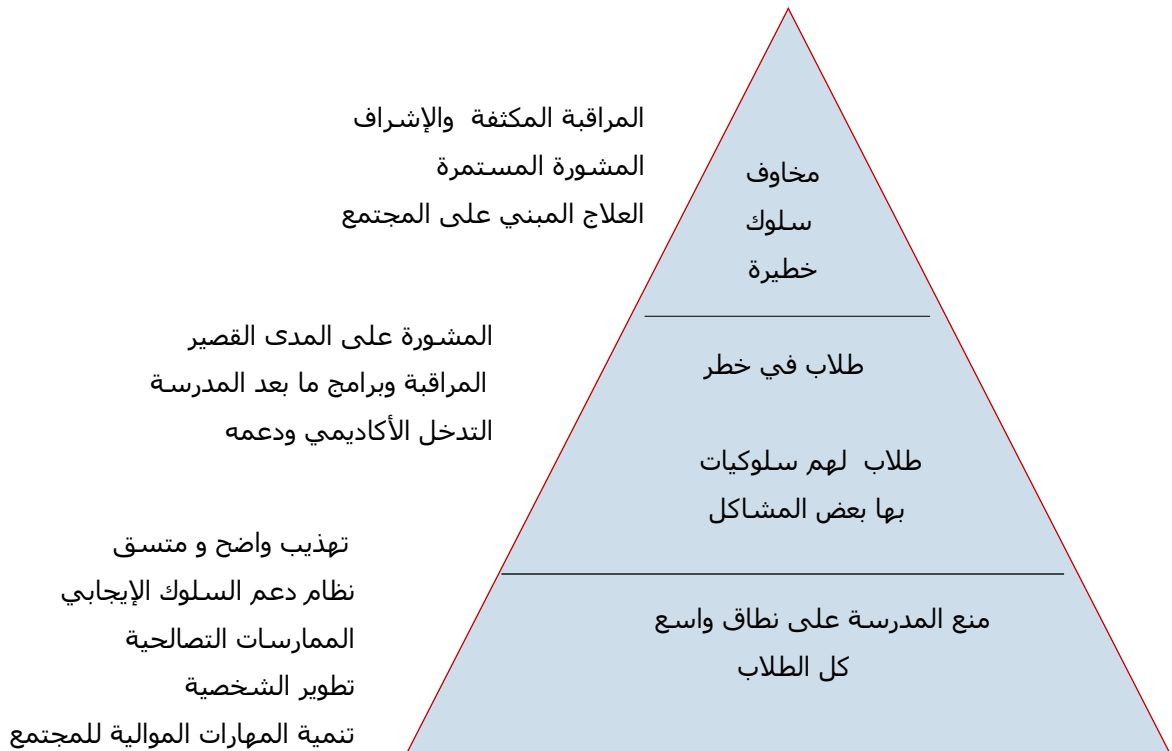 المراقبة المكثفة والإشراف
المشورة المستمرة
العلاج المبني على المجتمع
مخاوف
سلوك
خطيرة
المشورة على المدى القصير
المراقبة وبرامج ما بعد المدرسة
التدخل الأكاديمي ودعمه
طلاب في خطر
طلاب لهم سلوكيات
بها بعض المشاكل
تهذيب واضح و متسق
نظام دعم السلوك الإيجابي
الممارسات التصالحية
تطوير الشخصية
تنمية المهارات الموالية للمجتمع
منع المدرسة على نطاق واسع
كل الطلاب